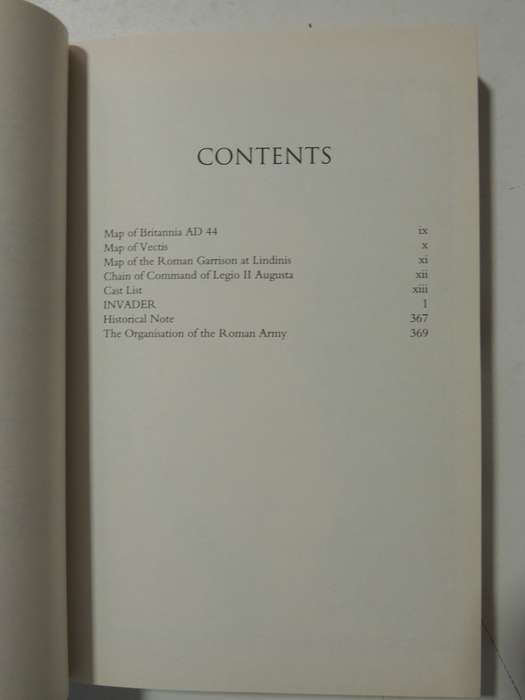 CONTENTS
Map of Britannia AD 44 ix
Map of Vectis x
Map of the Roman Garrison at Lindinis xi
Chain of Command of Legio II Augusta xii
Cast List xiii
INVADER 1
Historical Note 367
The Organisation of the Roman Army 369